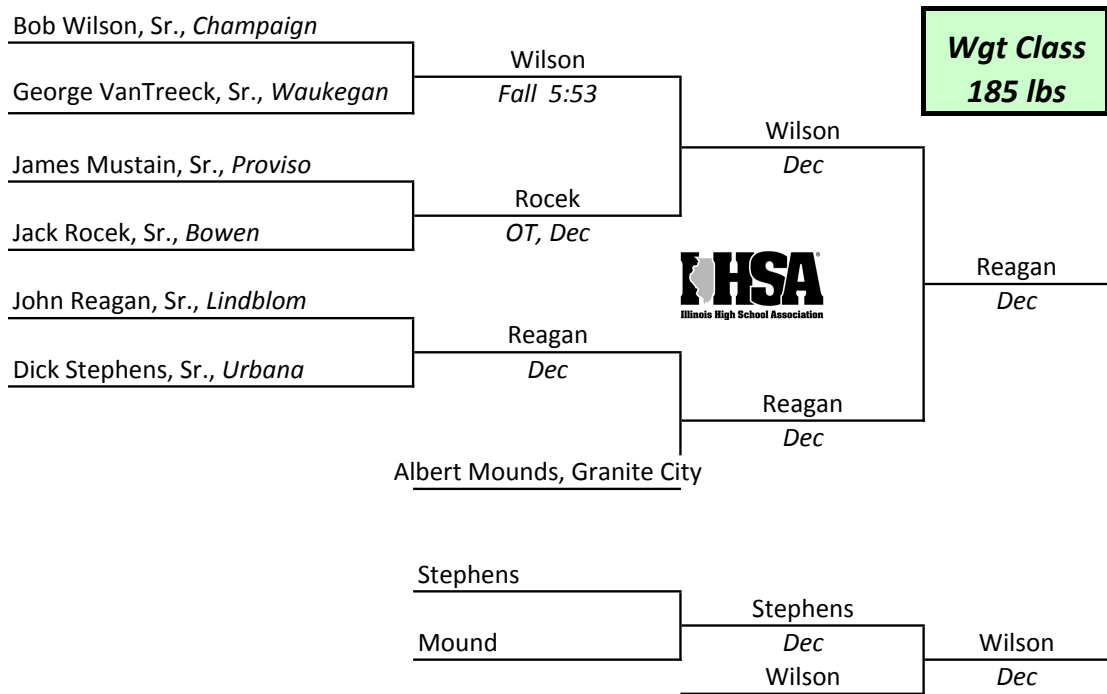 Bob Wilson, Sr., Champaign
Wgt Class
185 lbs
Wilson
George VanTreeck, Sr., Waukegan
Fall 5:53
Wilson
Dec
James Mustain, Sr., Proviso
Rocek
OT, Dec
Jack Rocek, Sr., Bowen
IHSA
Illinois High School Association
Reagan
Dec
John Reagan, Sr., Lindblom
Reagan
Dec
Dick Stephens, Sr., Urbana
Reagan
Dec
Albert Mounds, Granite City
Stephens
Stephens
Dec
Mound
Wilson
Wilson
Dec